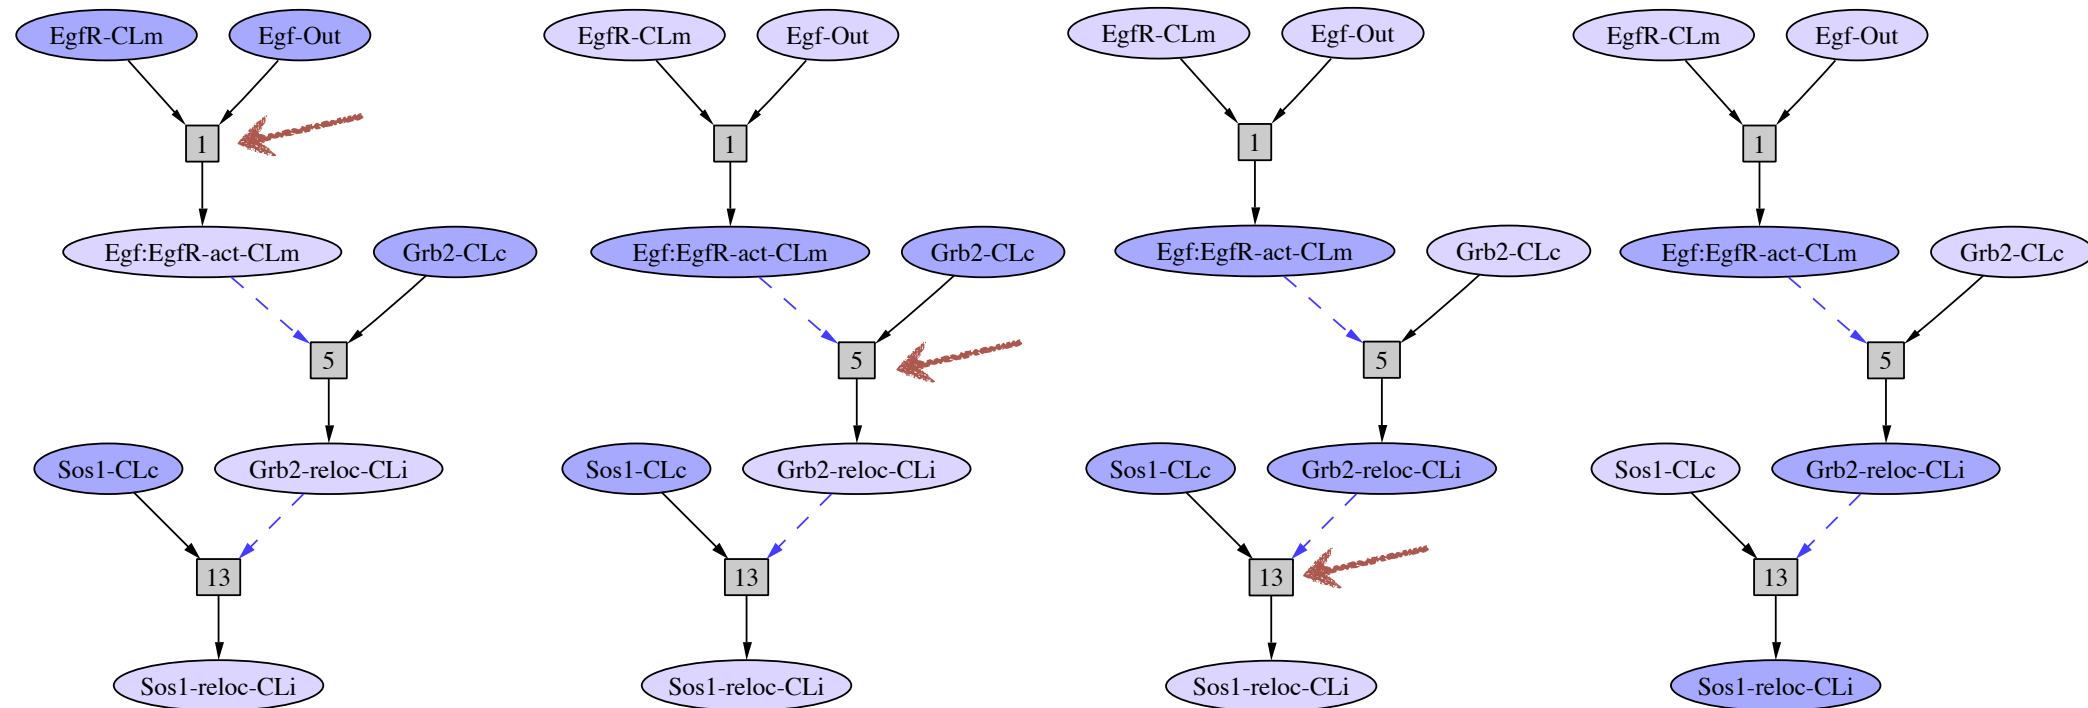 EgfR-CLm
Egf-Out
1
Egf:EgfR-act-CLm
Grb2-CLc
5
Sos1-CLc
Grb2-reloc-CLi
13
Sos1-reloc-CLi
EgfR-CLm
Egf-Out
1
Egf:EgfR-act-CLm
Grb2-CLc
5
Sos1-CLc
Grb2-reloc-CLi
13
Sos1-reloc-CLi
EgfR-CLm
Egf-Out
1
Egf:EgfR-act-CLm
Grb2-CLc
5
Sos1-CLc
Grb2-reloc-CLi
13
Sos1-reloc-CLi
EgfR-CLm
Egf-Out
1
Egf:EgfR-act-CLm
Grb2-CLc
5
Sos1-CLc
Grb2-reloc-CLi
13
Sos1-reloc-CLi